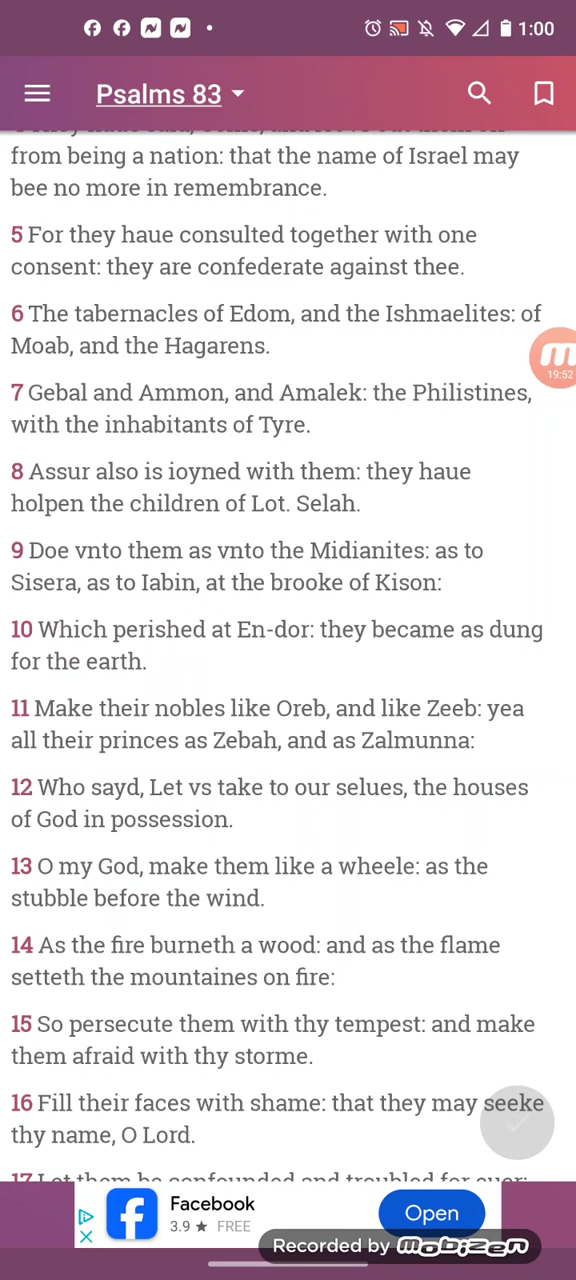 1:00
Psalms 83
from being a nation: that the name of Israel may
bee no more in remembrance.
5 For they haue consulted together with one
consent: they are confederate against thee.
6 The tabernacles of Edom, and the Ishmaelites: of
Moab, and the Hagarens.
19:52
7 Gebal and Ammon, and Amalek: the Philistines,
with the inhabitants of Tyre.
8 Assur also is ioyned with them: they haue
holpen the children of Lot. Selah.
9 Doe vnto them as vnto the Midianites: as to
Sisera, as to Iabin, at the brooke of Kison:
10 Which perished at En-dor: they became as dung
for the earth.
11 Make their nobles like Oreb, and like Zeeb: yea
all their princes as Zebah, and as Zalmunna:
12 Who sayd, Let vs take to our selues, the houses
of God in possession.
13 O my God, make them like a wheele: as the
stubble before the wind.
14 As the fire burneth a wood: and as the flame
setteth the mountaines on fire:
15 So persecute them with thy tempest: and make
them afraid with thy storme.
16 Fill their faces with shame: that they may seeke
thy name, O Lord.
17 Let them be confounded and troubled for euer:
Facebook
3.9 ★ FREE
Open
Recorded by mobizen